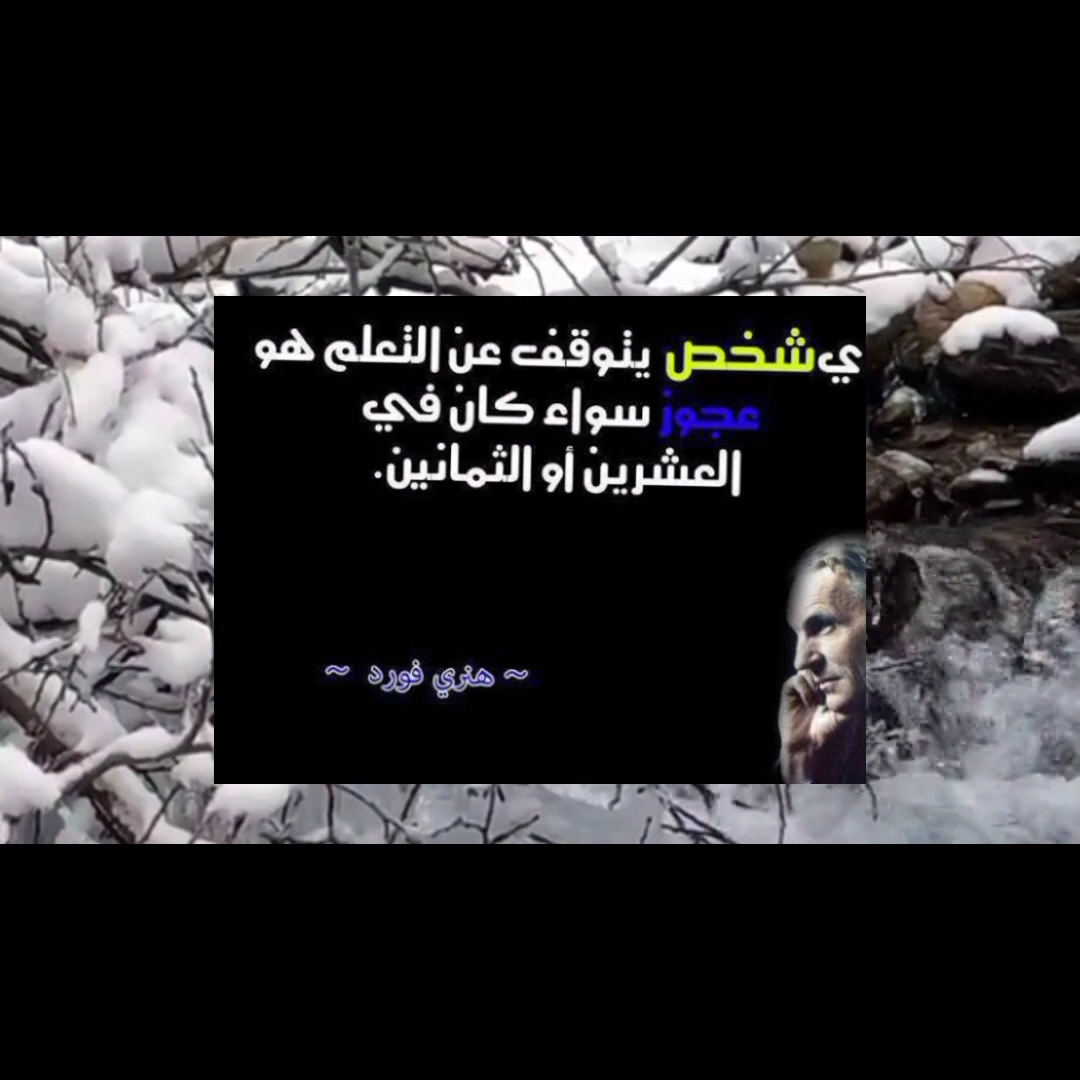 ي شخص يتوقف عن التعلم هو
عجوز سواء كان في
العشرين أو الثمانين.
~ هنري فورد ~